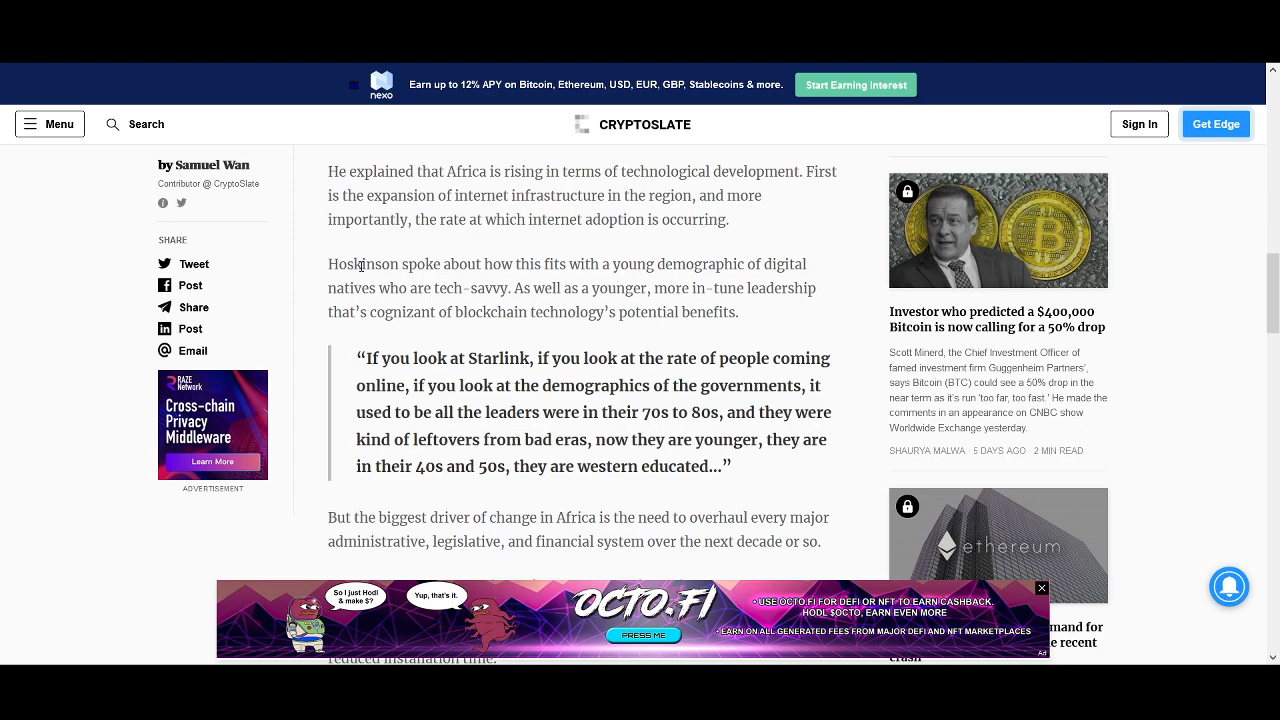 nexo
Earn up to 12% APY on Bitcoin, Ethereum, USD, EUR, GBP, Stablecoins & more.
Start Earning Interest
Menu
Search
CRYPTOSLATE
Sign In
Get Edge
by Samuel Wan
Contributor @ CryptoSlate
SHARE
Tweet
Post
Share
Post
Email
RAZE
Network
Cross-chain
Privacy
Middleware
Learn More
ADVERTISEMENT
He explained that Africa is rising in terms of technological development. First
is the expansion of internet infrastructure in the region, and more
importantly, the rate at which internet adoption is occurring.
Hoskinson spoke about how this fits with a young demographic of digital
natives who are tech-savvy. As well as a younger, more in-tune leadership
that’s cognizant of blockchain technology’s potential benefits.
“If you look at Starlink, if you look at the rate of people coming
online, if you look at the demographics of the governments, it
used to be all the leaders were in their 70s to 80s, and they were
kind of leftovers from bad eras, now they are younger, they are
in their 40s and 50s, they are western educated…”
But the biggest driver of change in Africa is the need to overhaul every major
administrative, legislative, and financial system over the next decade or so.
reduced installation time.
Investor who predicted a $400,000
Bitcoin is now calling for a 50% drop
Scott Minerd, the Chief Investment Officer of
famed investment firm Guggenheim Partners’,
says Bitcoin (BTC) could see a 50% drop in the
near term as it’s run ‘too far, too fast.’ He made the
comments in an appearance on CNBC show
Worldwide Exchange yesterday.
SHAURYA MALWA · 5 DAYS AGO · 2 MIN READ
ethereum
mand for
e recent
crash
So I just Hodl
& make $?
Yup, that's it.
OCTO.FI
PRESS ME
• USE OCTO.FI FOR DEFI OR NFT TO EARN CASHBACK.
HODL $OCTO, EARN EVEN MORE
• EARN ON ALL GENERATED FEES FROM MAJOR DEFI AND NFT MARKETPLACES
Ad